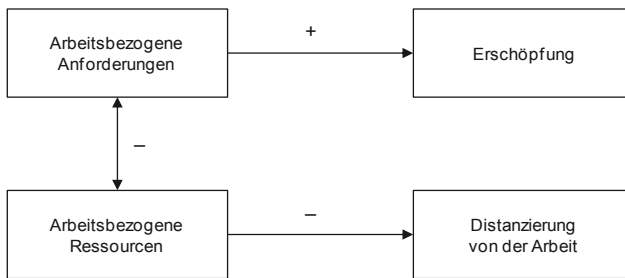 Arbeitsbezogene
Anforderungen
+
Erschöpfung
–
Arbeitsbezogene
Ressourcen
–
Distanzierung
von der Arbeit